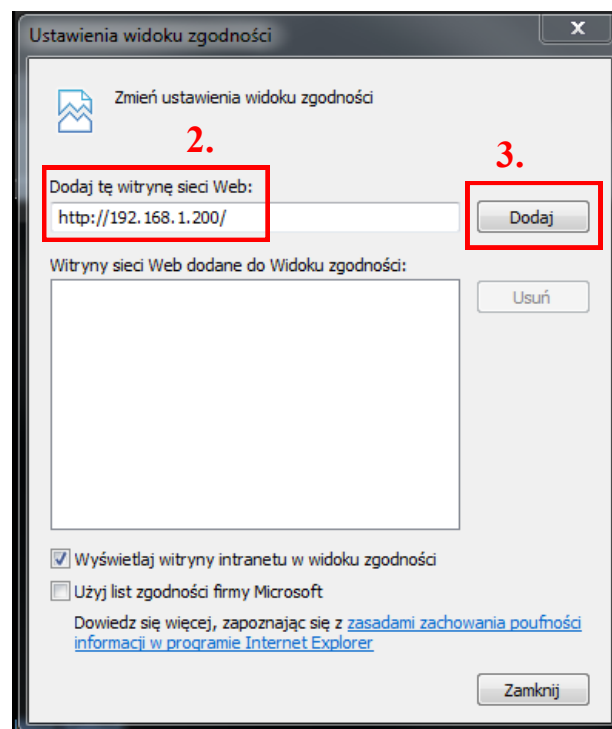 Ustawienia widoku zgodności
x
Zmień ustawienia widoku zgodności
2.
3.
Dodaj tę witrynę sieci Web:
http://192.168.1.200/
Dodaj
Witryny sieci Web dodane do Widoku zgodności:
Usuń
Wyświetlaj witryny intranetu w widoku zgodności
Użyj list zgodności firmy Microsoft
Dowiedz się więcej, zapoznając się z zasadami zachowania poufności
informacji w programie Internet Explorer
Zamknij